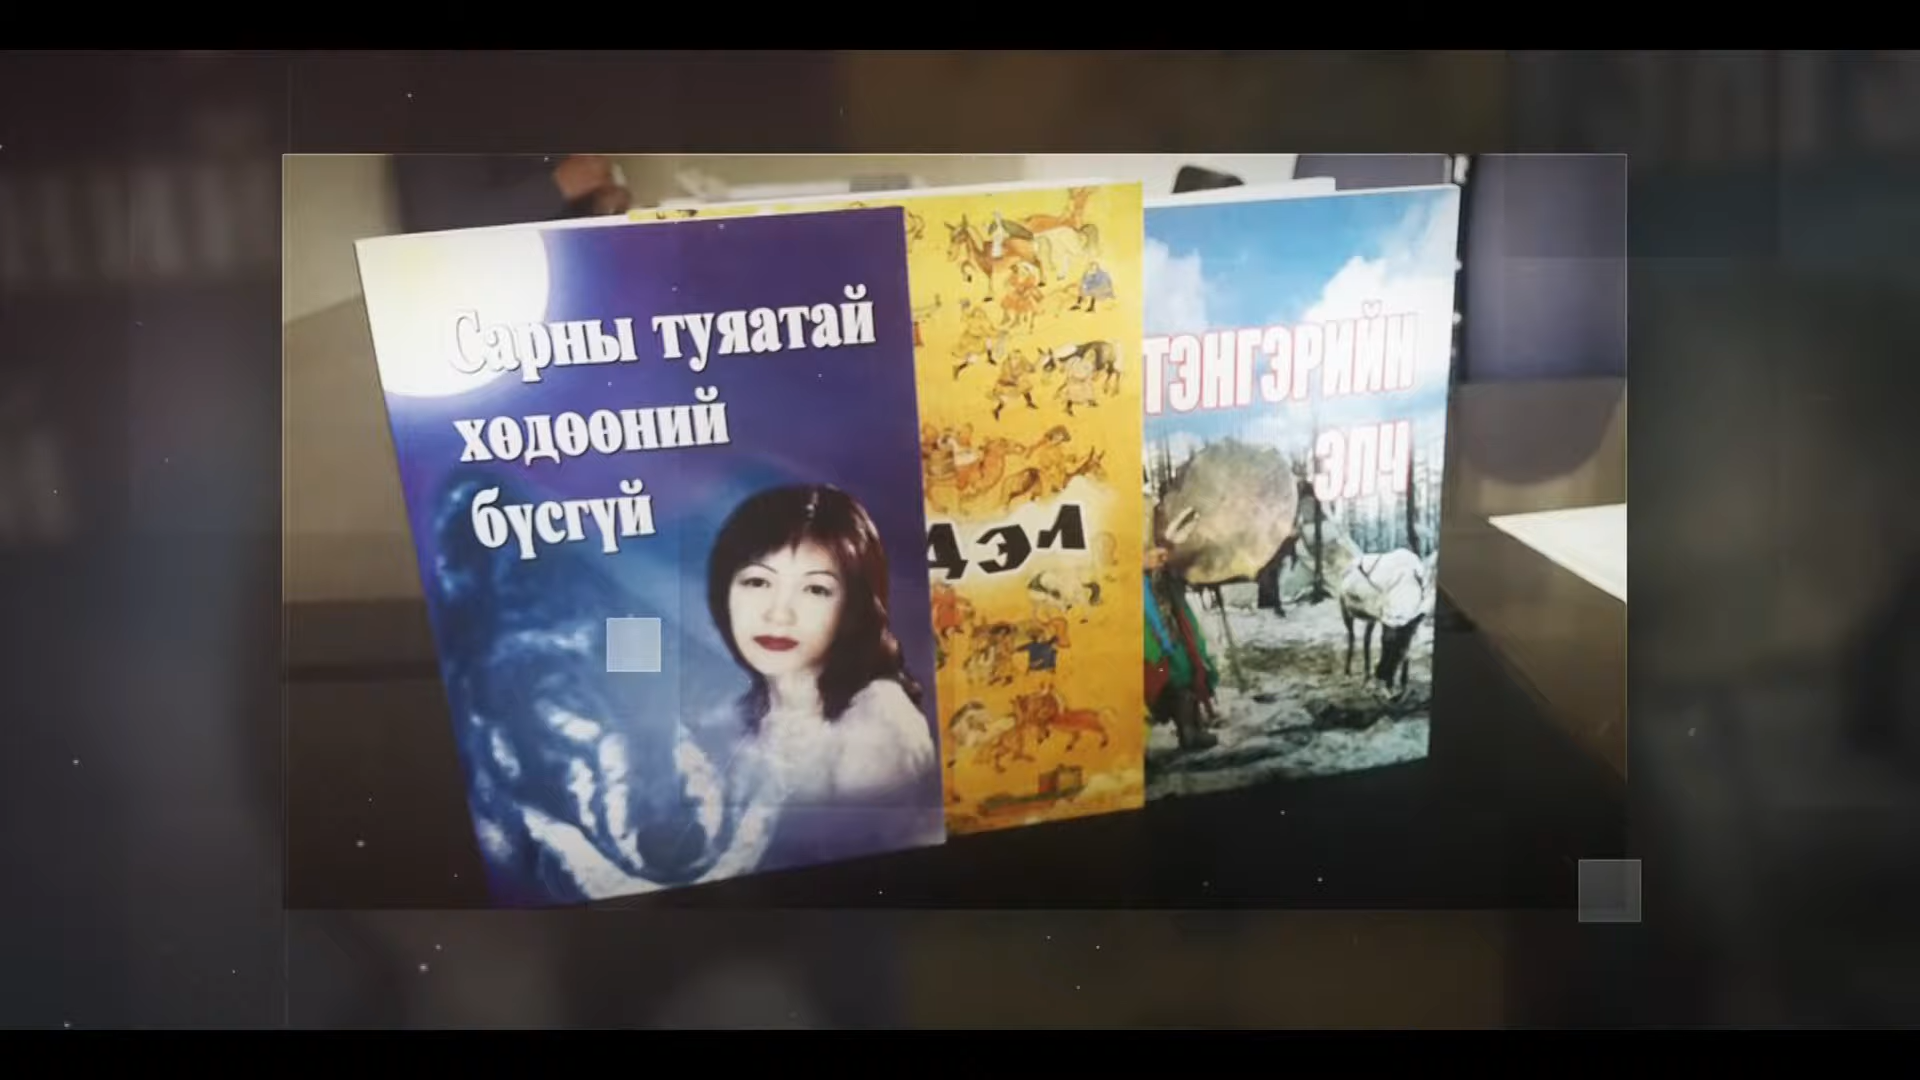 Сарны туяатай
хөдөөний
бүсгүй
дэл
ТЭНГЭРИЙН
ЭЛЧ